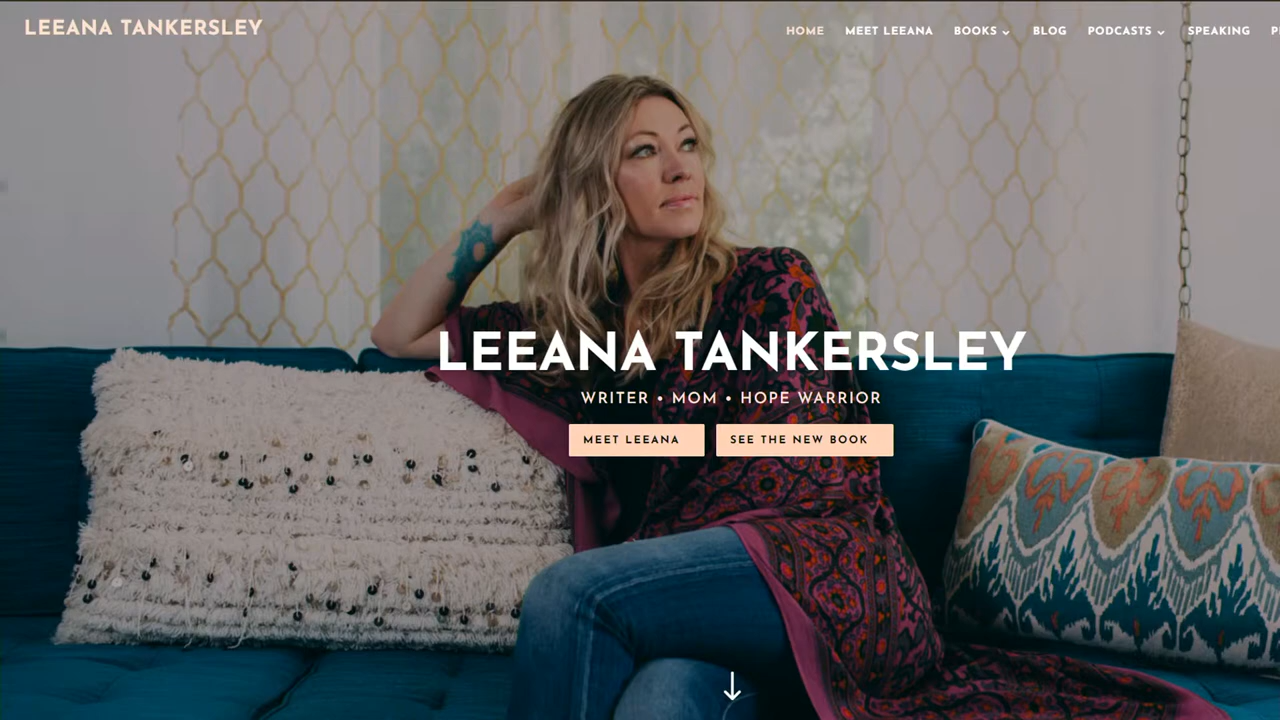 LEEANA TANKERSLEY
HOME MEET LEEANA BOOKS BLOG PODCASTS SPEAKING
LEEANA TANKERSLEY
WRITER • MOM • HOPE WARRIOR
MEET LEEANA SEE THE NEW BOOK